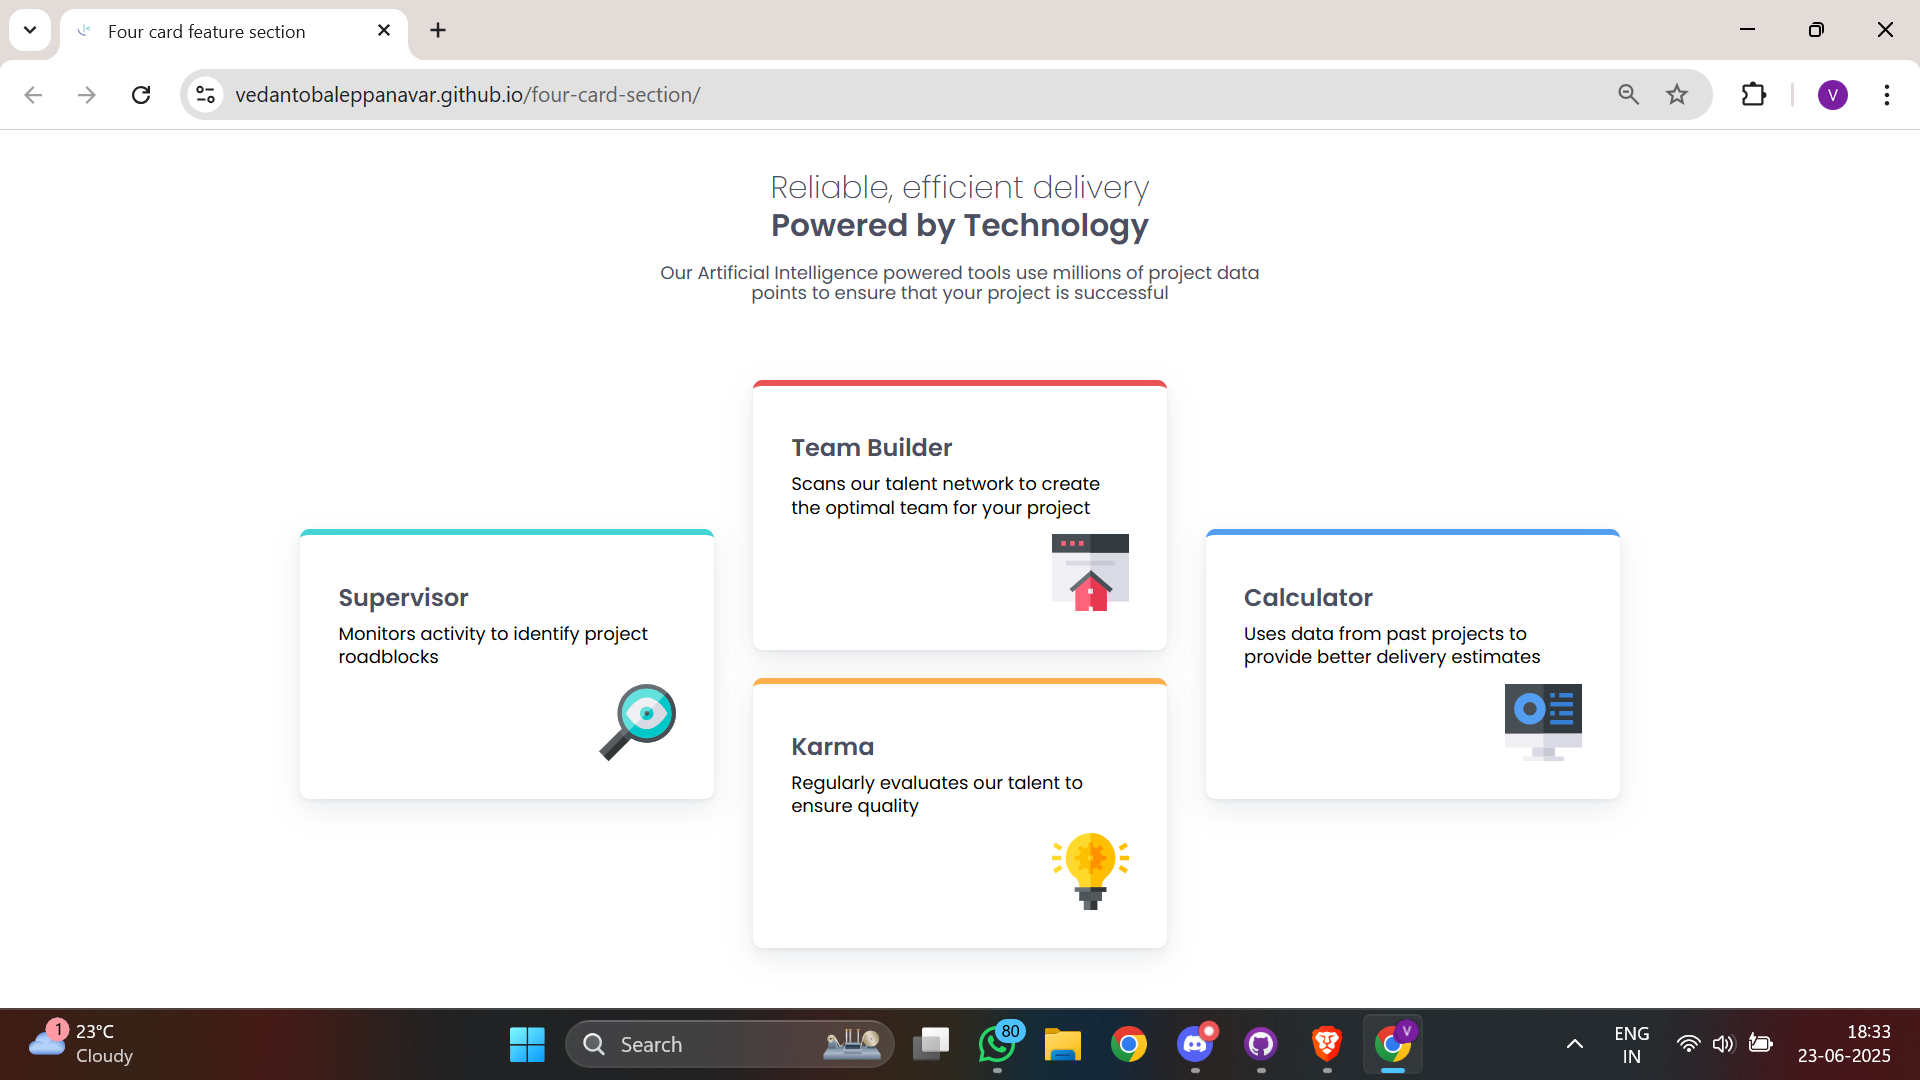 Four card feature section
vedantobaleppanavar.github.io/four-card-section/
V
Reliable, efficient delivery
Powered by Technology
Our Artificial Intelligence powered tools use millions of project data
points to ensure that your project is successful
Team Builder
Scans our talent network to create
the optimal team for your project
Supervisor
Monitors activity to identify project
roadblocks
Calculator
Uses data from past projects to
provide better delivery estimates
Karma
Regularly evaluates our talent to
ensure quality
1
23°C
Cloudy
Search
80
V
ENG
IN
18:33
23-06-2025